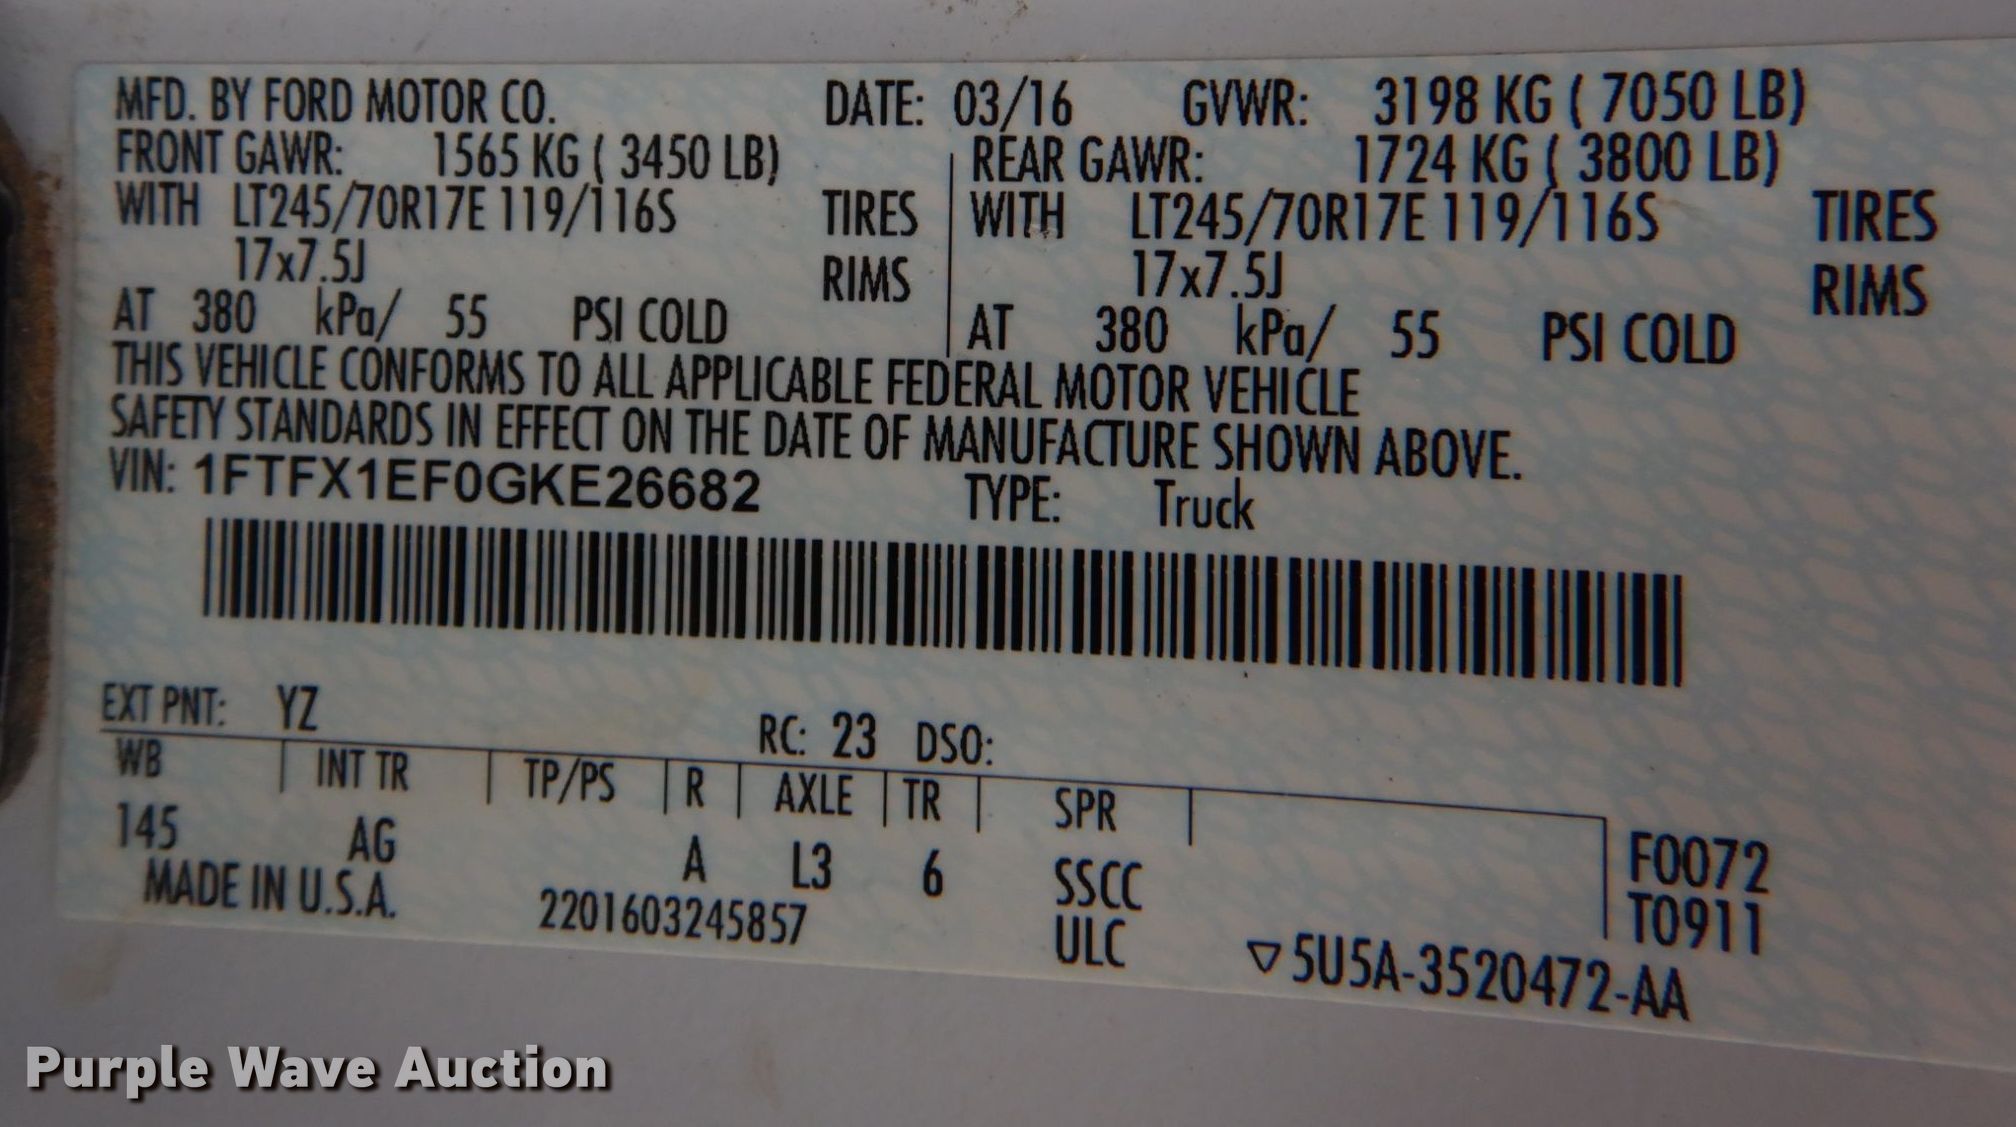 MFD. BY FORD MOTOR CO. DATE: 03/16 GVWR: 3198 KG ( 7050 LB)
FRONT GAWR: 1565 KG ( 3450 LB) REAR GAWR: 1724 KG ( 3800 LB)
WITH LT245/70R17E 119/116S TIRES WITH LT245/70R17E 119/116S TIRES
17x7.5J RIMS 17x7.5J RIMS
AT 380 kPa/ 55 PSI COLD AT 380 kPa/ 55 PSI COLD
THIS VEHICLE CONFORMS TO ALL APPLICABLE FEDERAL MOTOR VEHICLE
SAFETY STANDARDS IN EFFECT ON THE DATE OF MANUFACTURE SHOWN ABOVE.
VIN: 1FTFX1EF0GKE26682 TYPE: Truck
EXT PNT: YZ RC: 23 DSO:
WB INT TR TP/PS R AXLE TR SPR
145 AG A L3 6 SSCC F0072
MADE IN U.S.A. 2201603245857 ULC T0911
▽5U5A-3520472-AA
Purple Wave Auction